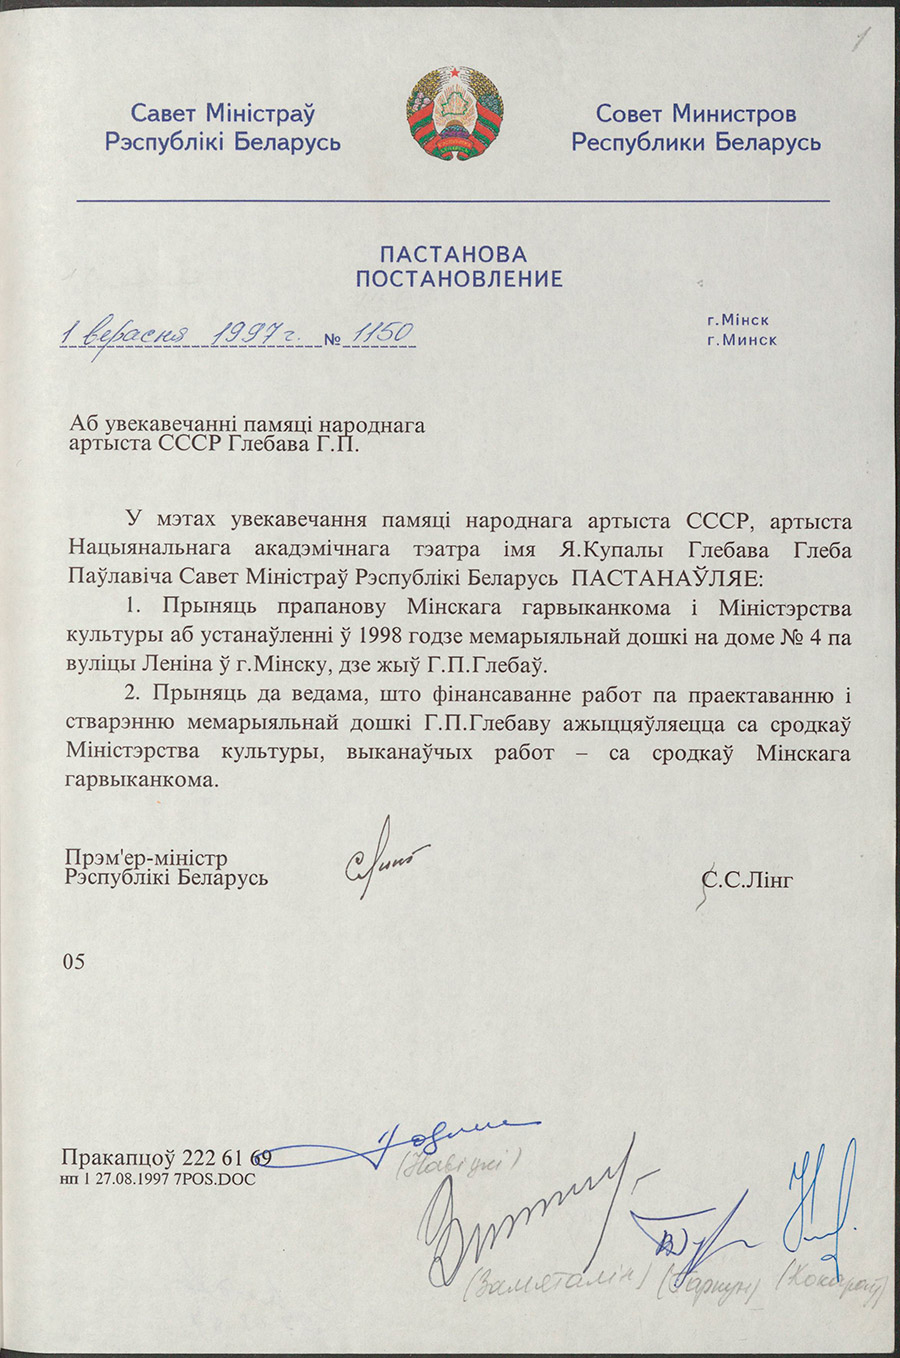 1
Савет Міністраў
Рэспублікі Беларусь
Совет Министров
Республики Беларусь
ПАСТАНОВА
ПОСТАНОВЛЕНИЕ
1 верасня 1997 г. № 1150
г.Мінск
г.Минск
Аб увекавечанні памяці народнага
артыста СССР Глебава Г.П.
У мэтах увекавечання памяці народнага артыста СССР, артыста
Нацыянальнага акадэмічнага тэатра імя Я.Купалы Глебава Глеба
Паўлавіча Савет Міністраў Рэспублікі Беларусь ПАСТАНАЎЛЯЕ:
1. Прыняць прапанову Мінскага гарвыканкома і Міністэрства
культуры аб устанаўленні ў 1998 годзе мемарыяльнай дошкі на доме № 4 па
вуліцы Леніна ў г.Мінску, дзе жыў Г.П.Глебаў.
2. Прыняць да ведама, што фінансаванне работ па праектаванню і
стварэнню мемарыяльнай дошкі Г.П.Глебаву ажыццяўляецца са сродкаў
Міністэрства культуры, выканаўчых работ – са сродкаў Мінскага
гарвыканкома.
Прэм'ер-міністр
Рэспублікі Беларусь
С.С.Лінг
05
Пракапцоў 222 61 69
нп 1 27.08.1997 7POS.DOC
(Навіцкі)
(Замяталін) (Гаркун) (Кокараў)